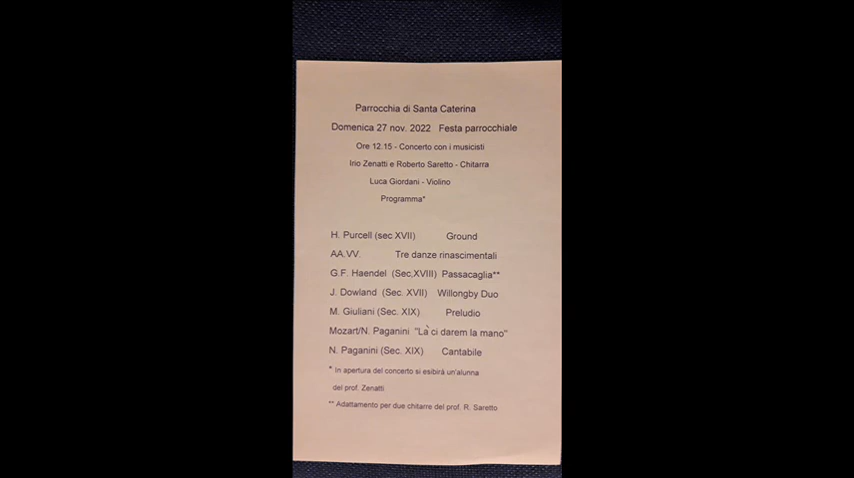 Parrocchia di Santa Caterina
Domenica 27 nov. 2022 Festa parrocchiale
Ore 12.15 - Concerto con i musicisti
Irio Zenatti e Roberto Saretto - Chitarra
Luca Giordani - Violino
Programma*
H. Purcell (sec XVII) Ground
AA.VV. Tre danze rinascimentali
G.F. Haendel (Sec,XVIII) Passacaglia**
J. Dowland (Sec. XVII) Willongby Duo
M. Giuliani (Sec. XIX) Preludio
Mozart/N. Paganini "Là ci darem la mano"
N. Paganini (Sec. XIX) Cantabile
* In apertura del concerto si esibirà un'alunna
del prof. Zenatti
** Adattamento per due chitarre del prof. R. Saretto